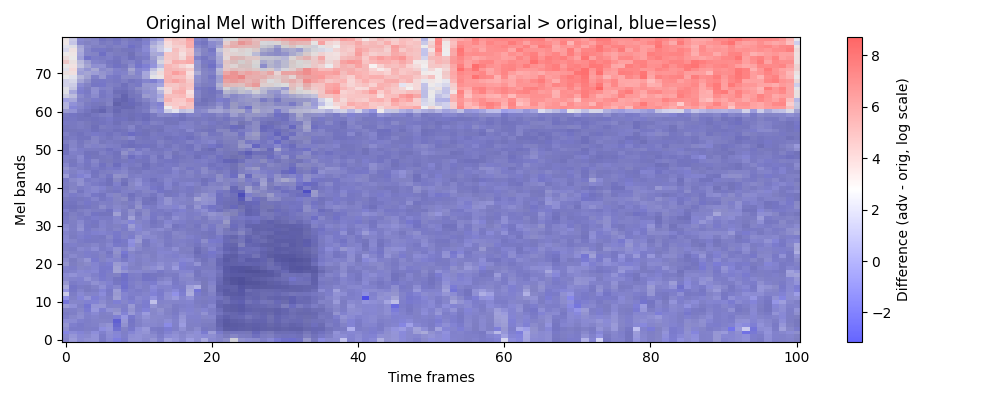 Original Mel with Differences (red=adversarial > original, blue=less)
Mel bands
70
60
50
40
30
20
10
0
0 20 40 60 80 100
Time frames
8
6
4
2
0
−2
Difference (adv - orig, log scale)